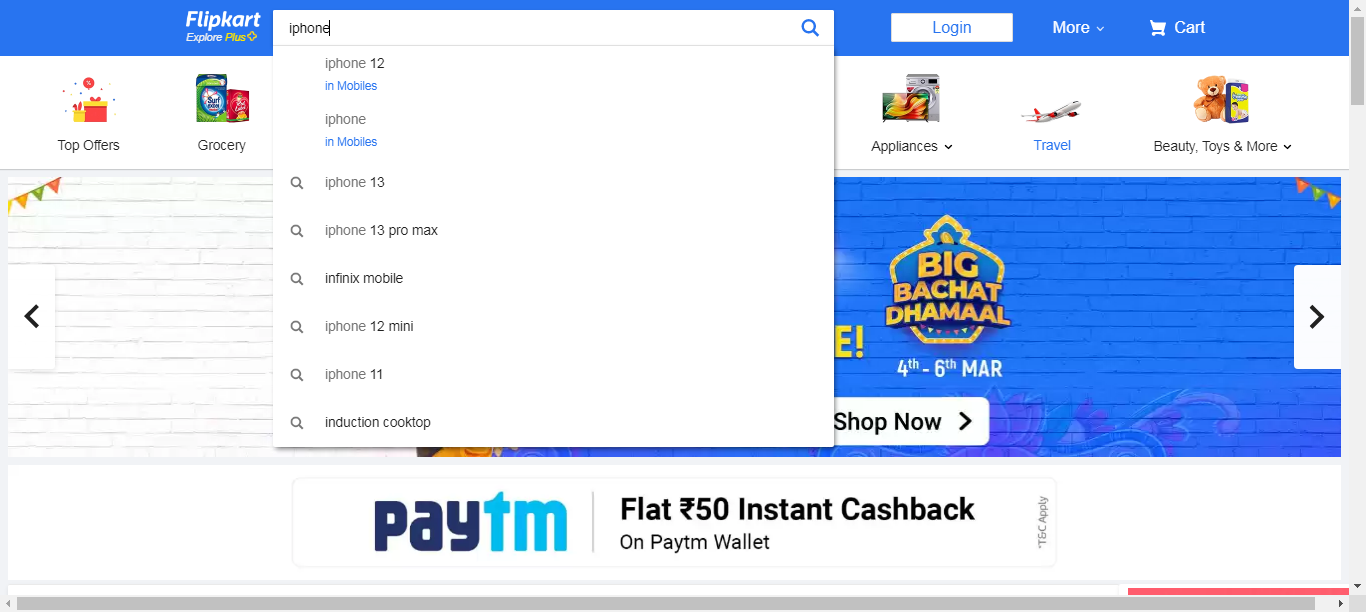 Flipkart
Explore Plus
iphone
Login
More
Cart
iphone 12
in Mobiles
iphone
in Mobiles
iphone 13
iphone 13 pro max
infinix mobile
iphone 12 mini
iphone 11
induction cooktop
Top Offers
Grocery
Appliances
Travel
Beauty, Toys & More
Surf excel
BIG
BACHAT
DHAMAAL
E!
4th - 6th MAR
Shop Now
paytm
Flat ₹50 Instant Cashback
On Paytm Wallet
*T&C Apply